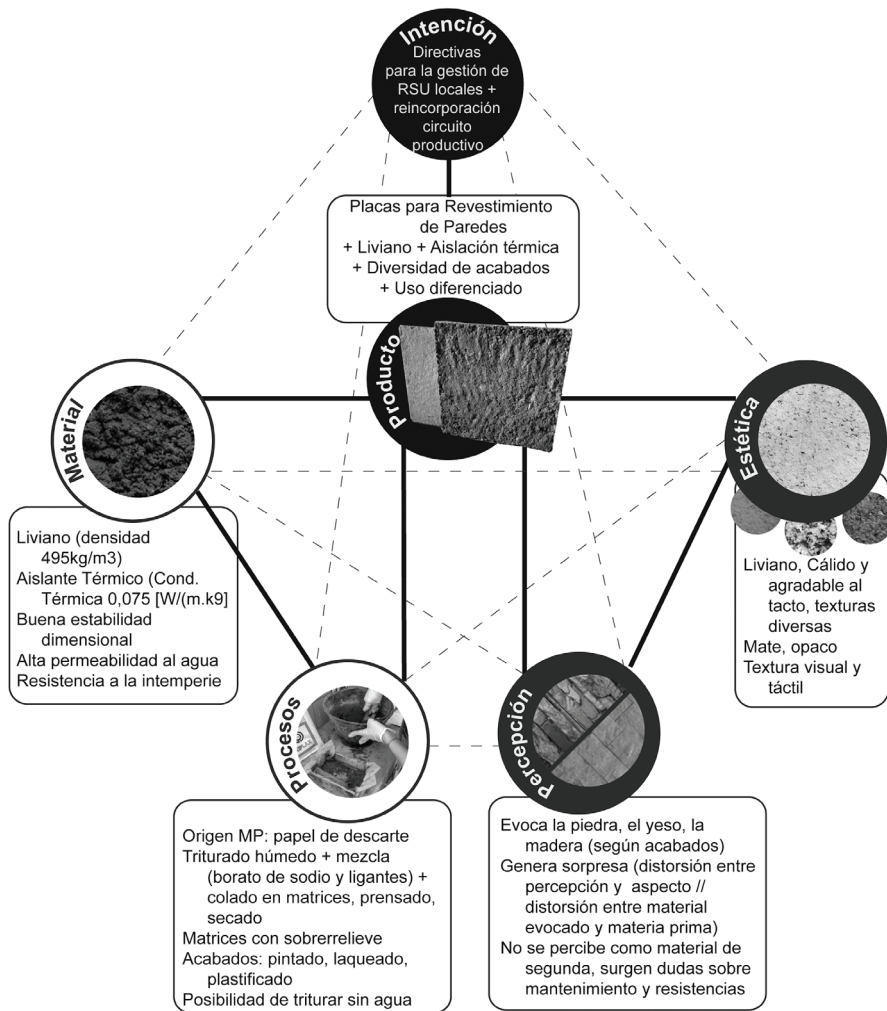 Intención
Directivas
para la gestión de
RSU locales +
reincorporación
circuito
productivo
Placas para Revestimiento
de Paredes
+ Liviano + Aislación térmica
+ Diversidad de acabados
+ Uso diferenciado
Producto
Material
Liviano (densidad
495kg/m3)
Aislante Térmico (Cond.
Térmica 0,075 [W/(m.k9]
Buena estabilidad
dimensional
Alta permeabilidad al agua
Resistencia a la intemperie
Estética
Liviano, Cálido y
agradable al
tacto, texturas
diversas
Mate, opaco
Textura visual y
táctil
Procesos
Origen MP: papel de descarte
Triturado húmedo + mezcla
(borato de sodio y ligantes) +
colado en matrices, prensado,
secado
Matrices con sobrerrelieve
Acabados: pintado, laqueado,
plastificado
Posibilidad de triturar sin agua
Percepción
Evoca la piedra, el yeso, la
madera (según acabados)
Genera sorpresa (distorsión entre
percepción y aspecto //
distorsión entre material
evocado y materia prima)
No se percibe como material de
segunda, surgen dudas sobre
mantenimiento y resistencias